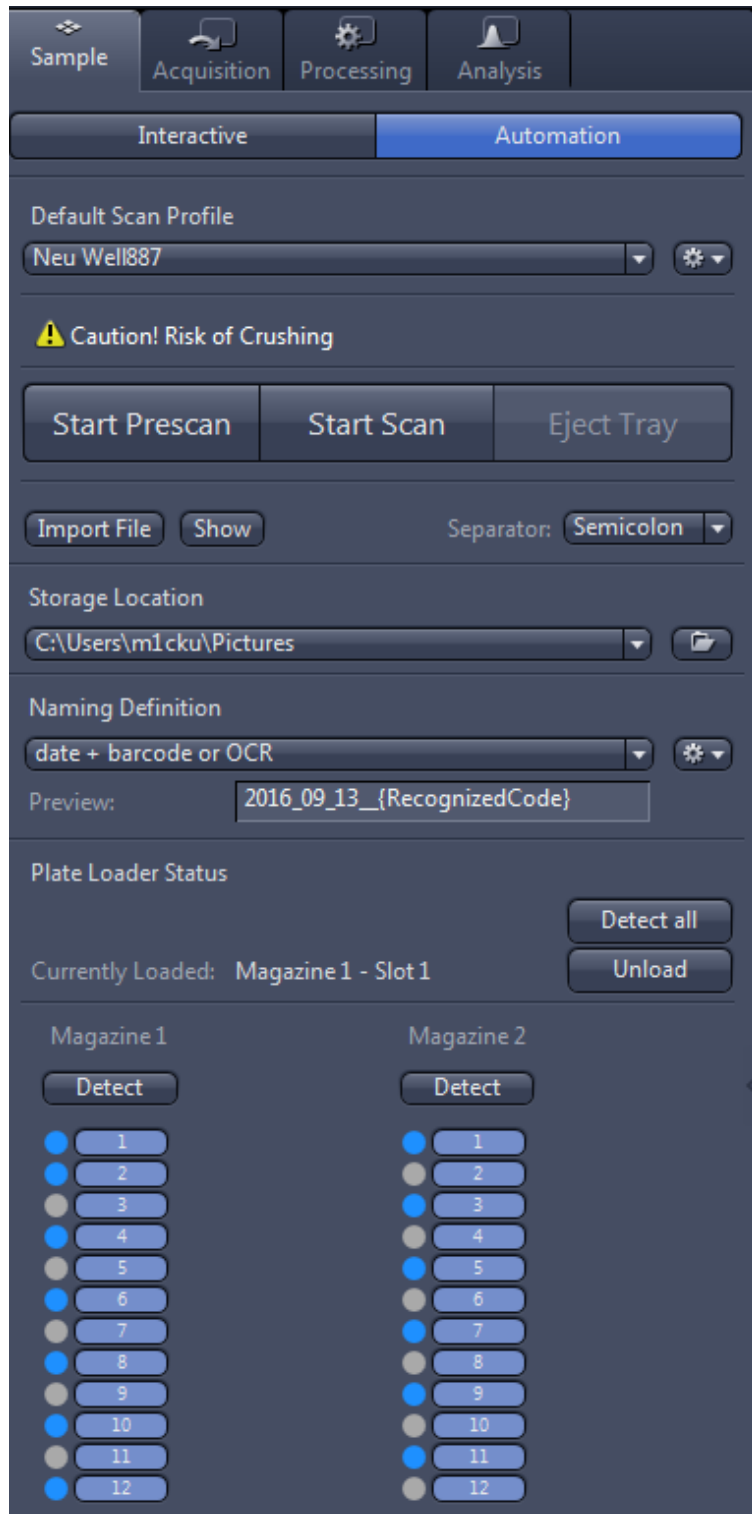 Sample Acquisition Processing Analysis
Interactive Automation
Default Scan Profile
Neu Well887
Caution! Risk of Crushing
Start Prescan Start Scan Eject Tray
Import File Show Separator: Semicolon
Storage Location
C:\Users\m1cku\Pictures
Naming Definition
date + barcode or OCR
Preview: 2016_09_13__{RecognizedCode}
Plate Loader Status
Detect all
Currently Loaded: Magazine 1 - Slot 1 Unload
Magazine 1 Magazine 2
Detect Detect
1 1
2 2
3 3
4 4
5 5
6 6
7 7
8 8
9 9
10 10
11 11
12 12